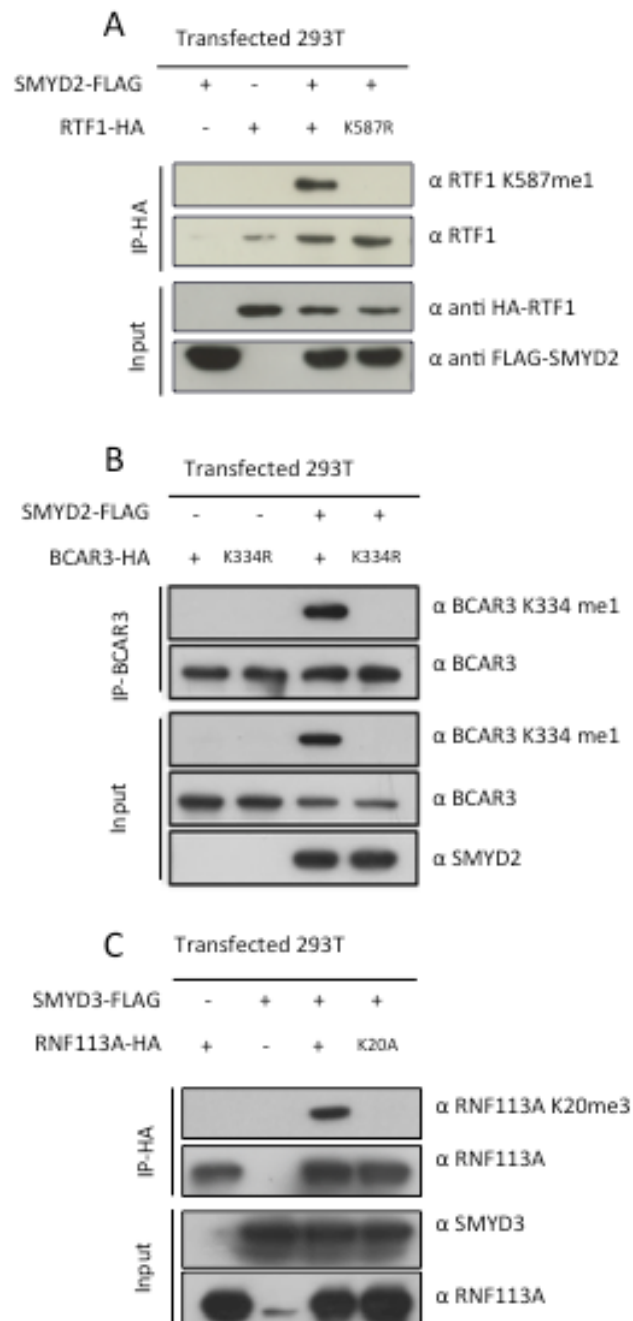 A
Transfected 293T
SMYD2-FLAG + - + +
RTF1-HA - + + K587R
IP-HA
α RTF1 K587me1
α RTF1
Input
α anti HA-RTF1
α anti FLAG-SMYD2
B
Transfected 293T
SMYD2-FLAG - - + +
BCAR3-HA + K334R + K334R
IP-BCAR3
α BCAR3 K334 me1
α BCAR3
Input
α BCAR3 K334 me1
α BCAR3
α SMYD2
C
Transfected 293T
SMYD3-FLAG - + + +
RNF113A-HA + - + K20A
IP-HA
α RNF113A K20me3
α RNF113A
Input
α SMYD3
α RNF113A